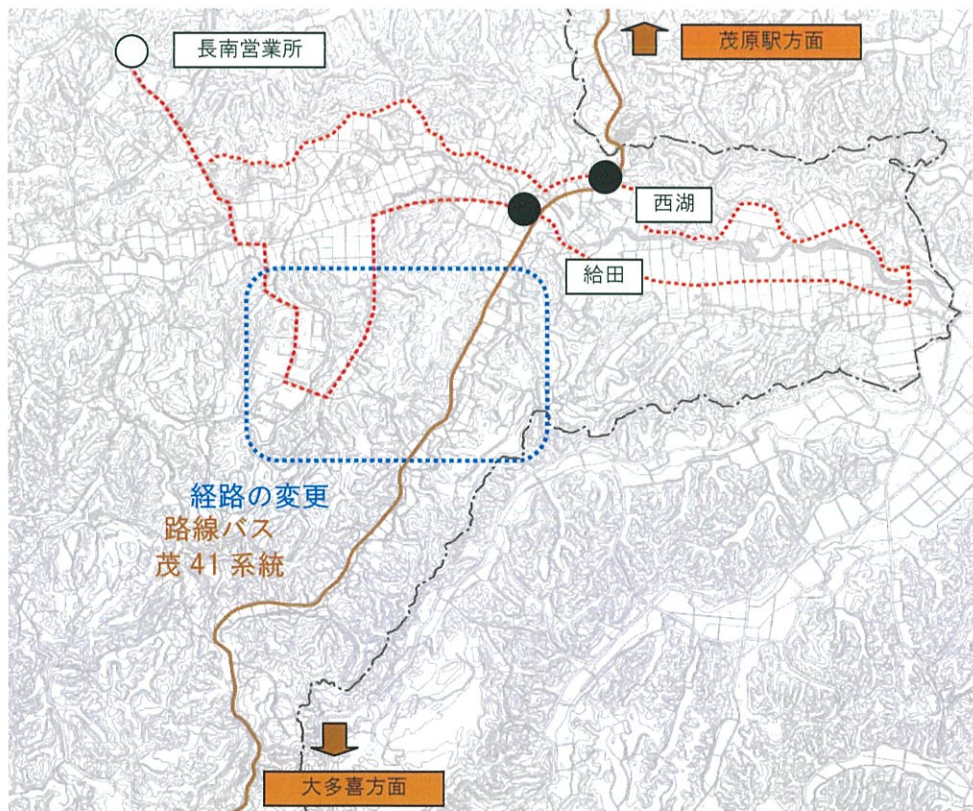 長南営業所
茂原駅方面
西湖
給田
経路の変更
路線バス
茂41系統
大多喜方面